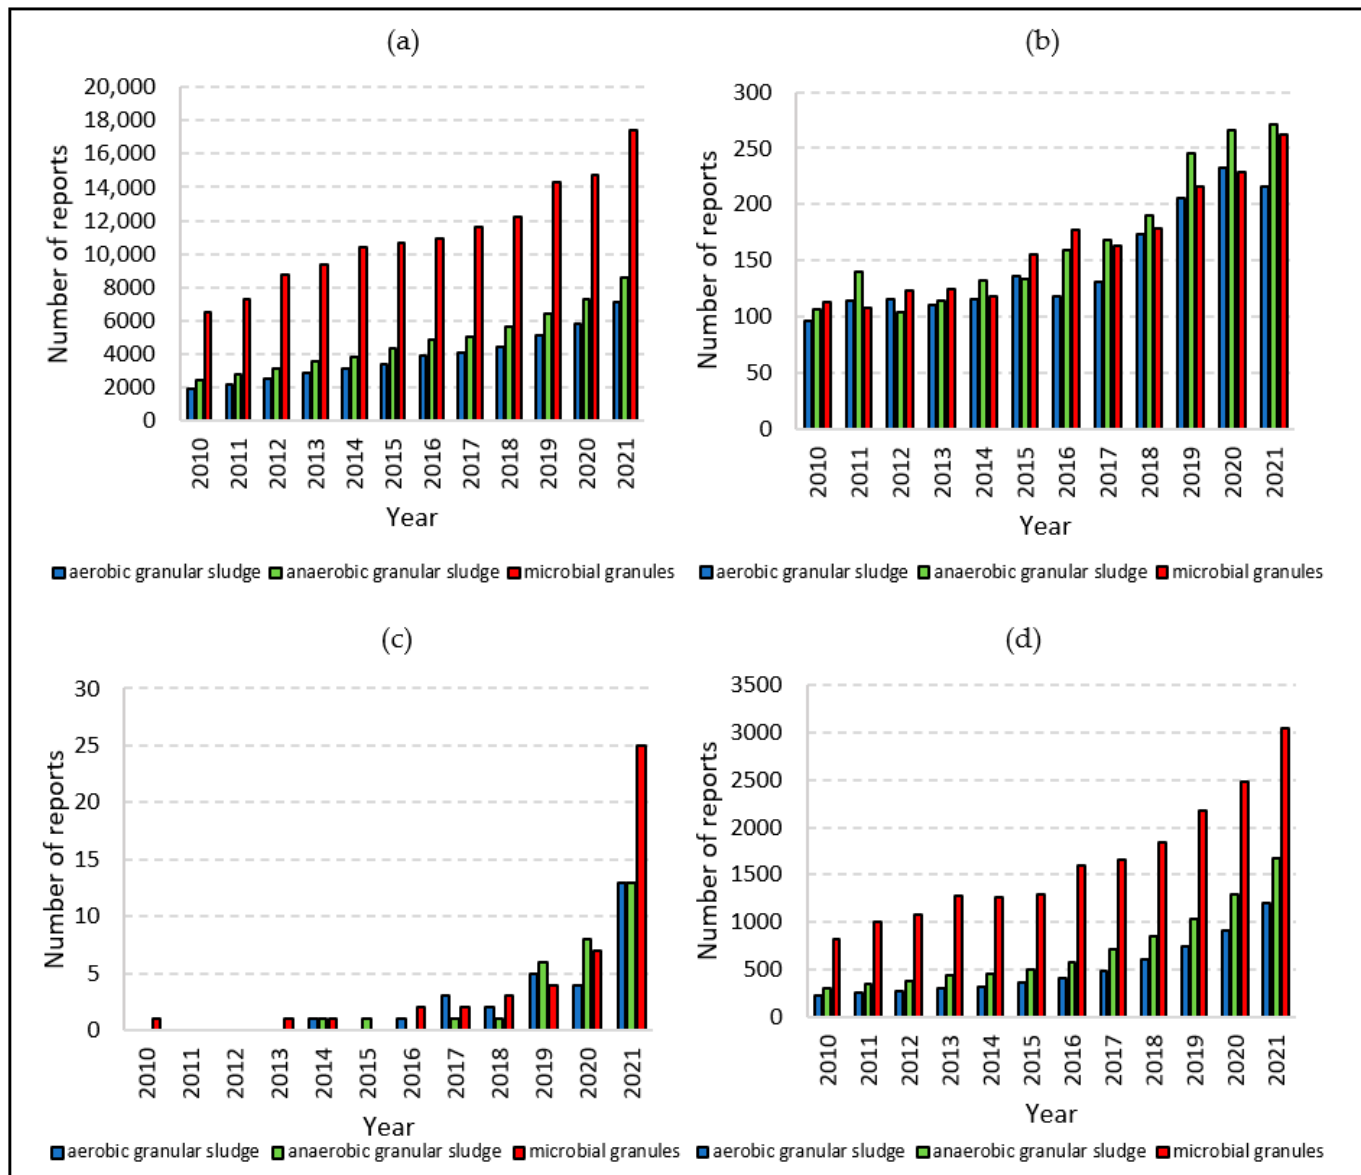 (a)
20,000
18,000
16,000
14,000
12,000
10,000
8000
6000
4000
2000
0
Number of reports
2010 2011 2012 2013 2014 2015 2016 2017 2018 2019 2020 2021
Year
aerobic granular sludge anaerobic granular sludge microbial granules
(b)
300
250
200
150
100
50
0
Number of reports
2010 2011 2012 2013 2014 2015 2016 2017 2018 2019 2020 2021
Year
aerobic granular sludge anaerobic granular sludge microbial granules
(c)
30
25
20
15
10
5
0
Number of reports
2010 2011 2012 2013 2014 2015 2016 2017 2018 2019 2020 2021
Year
aerobic granular sludge anaerobic granular sludge microbial granules
(d)
3500
3000
2500
2000
1500
1000
500
0
Number of reports
2010 2011 2012 2013 2014 2015 2016 2017 2018 2019 2020 2021
Year
aerobic granular sludge anaerobic granular sludge microbial granules